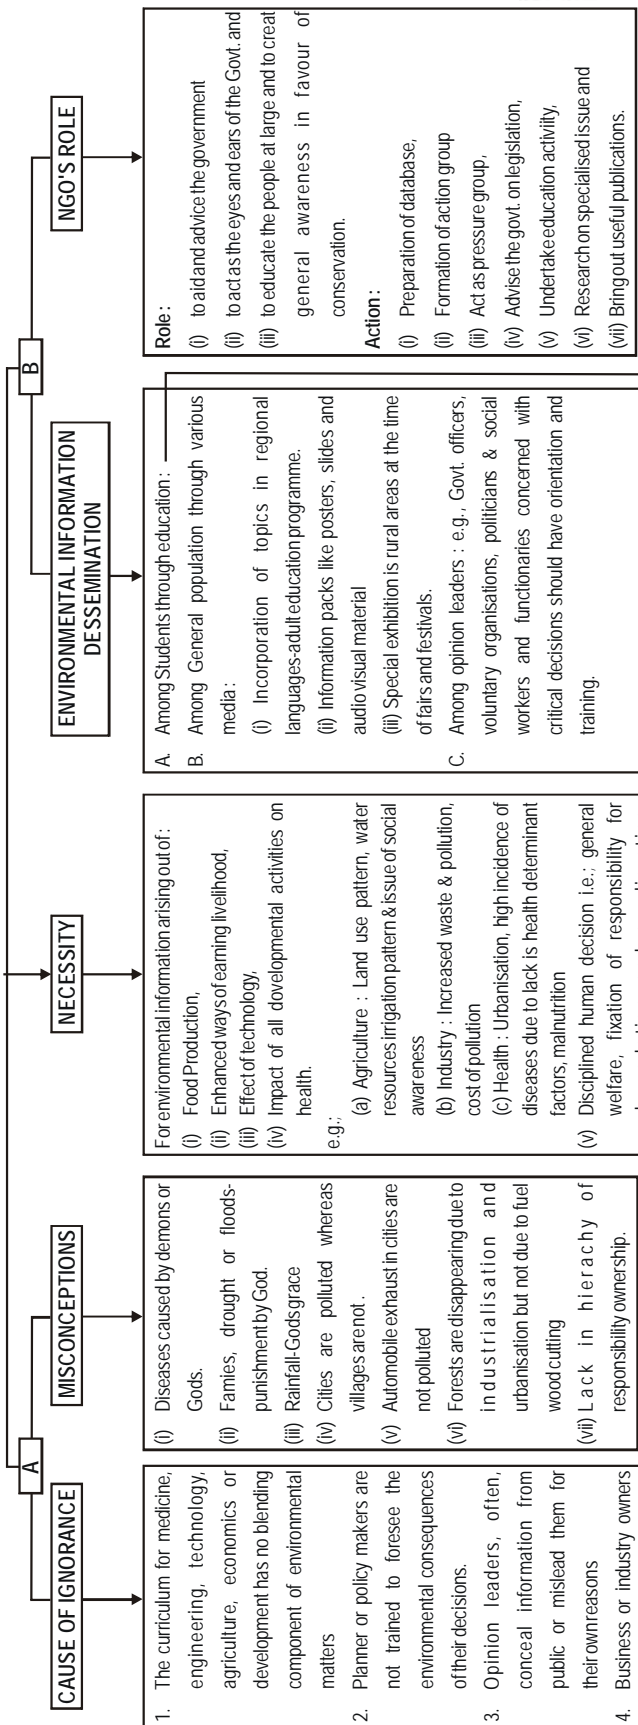 A
B
CAUSE OF IGNORANCE
1. The curriculum for medicine,
engineering, technology,
agriculture, economics or
development has no blending
component of environmental
matters
2. Planner or policy makers are
not trained to foresee the
environmental consequences
of their decisions.
3. Opinion leaders, often,
conceal information from
public or mislead them for
their own reasons
4. Business or industry owners
MISCONCEPTIONS
(i) Diseases caused by demons or
Gods.
(ii) Famies, drought or floods-
punishment by God.
(iii) Rainfall-Gods grace
(iv) Cities are polluted whereas
villages are not.
(v) Automobile exhaust in cities are
not polluted
(vi) Forests are disappearing due to
industrialisation and
urbanisation but not due to fuel
wood cutting
(vii) Lack in hierachy of
responsibility ownership.
NECESSITY
For environmental information arising out of :
(i) Food Production,
(ii) Enhanced ways of earning livelihood,
(iii) Effect of technology,
(iv) Impact of all dovelopmental activities on
health.
e.g.;
(a) Agriculture : Land use pattern, water
resources irrigation pattern & issue of social
awareness
(b) Industry : Increased waste & pollution,
cost of pollution
(c) Health : Urbanisation, high incidence of
diseases due to lack is health determinant
factors, malnutrition
(v) Disciplined human decision i.e.; general
welfare, fixation of responsibility for
ENVIRONMENTAL INFORMATION
DESSEMINATION
A. Among Students through education :
B. Among General population through various
media :
(i) Incorporation of topics in regional
languages-adult education programme.
(ii) Information packs like posters, slides and
audio visual material
(iii) Special exhibition is rural areas at the time
of fairs and festivals.
C. Among opinion leaders : e.g., Govt. officers,
voluntary organisations, politicians & social
workers and functionaries concerned with
critical decisions should have orientation and
training.
NGO'S ROLE
Role :
(i) to aid and advice the government
(ii) to act as the eyes and ears of the Govt. and
(iii) to educate the people at large and to creat
general awareness in favour of
conservation.
Action :
(i) Preparation of database,
(ii) Formation of action group
(iii) Act as pressure group,
(iv) Advise the govt. on legislation,
(v) Undertake education activiity,
(vi) Research on specialised issue and
(vii) Bring out useful publications.